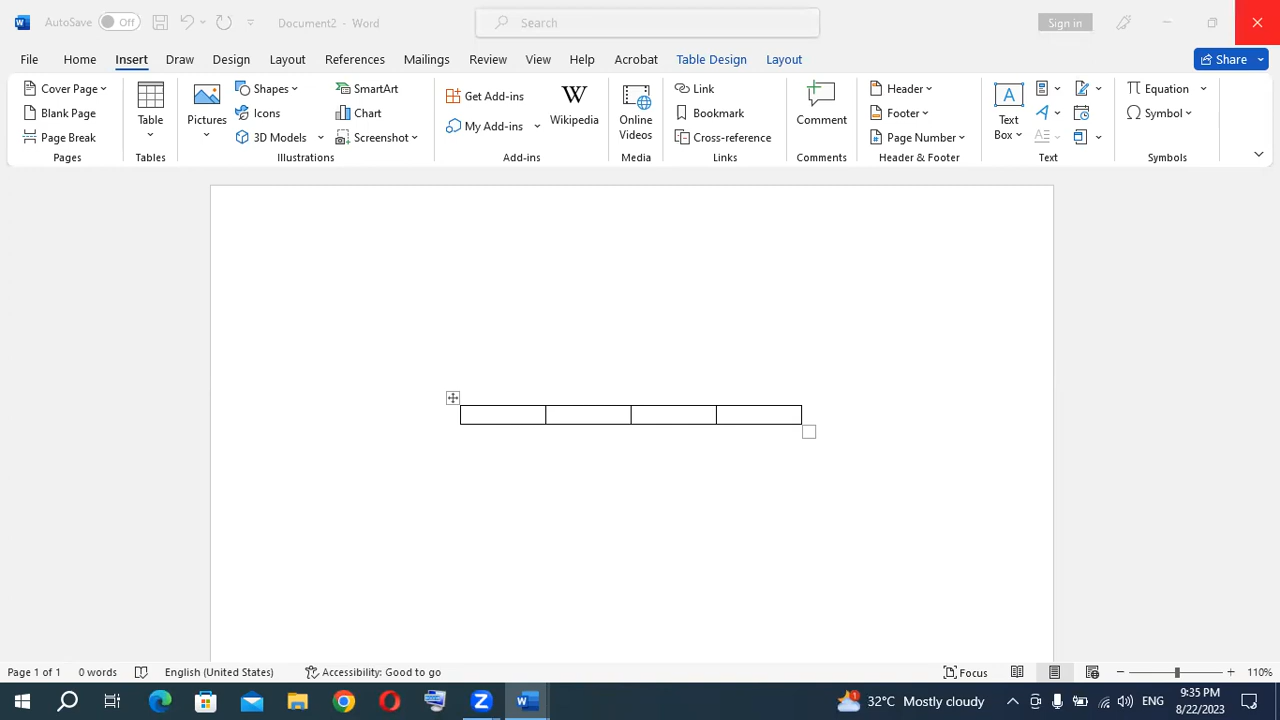 AutoSave Off Document2 - Word Search Sign in
File Home Insert Draw Design Layout References Mailings Review View Help Acrobat Table Design Layout Share
Cover Page
Blank Page
Page Break
Pages
Table
Tables
Pictures
Shapes
Icons
3D Models
SmartArt
Chart
Screenshot
Illustrations
Get Add-ins
My Add-ins
W
Wikipedia
Add-ins
Online
Videos
Media
Link
Bookmark
Cross-reference
Links
Comment
Comments
Header
Footer
Page Number
Header & Footer
A
Text
Box
Text
Equation
Symbol
Symbols
Page 1 of 1 0 words English (United States) Accessibility: Good to go Focus 110%
32°C Mostly cloudy ENG
9:35 PM
8/22/2023